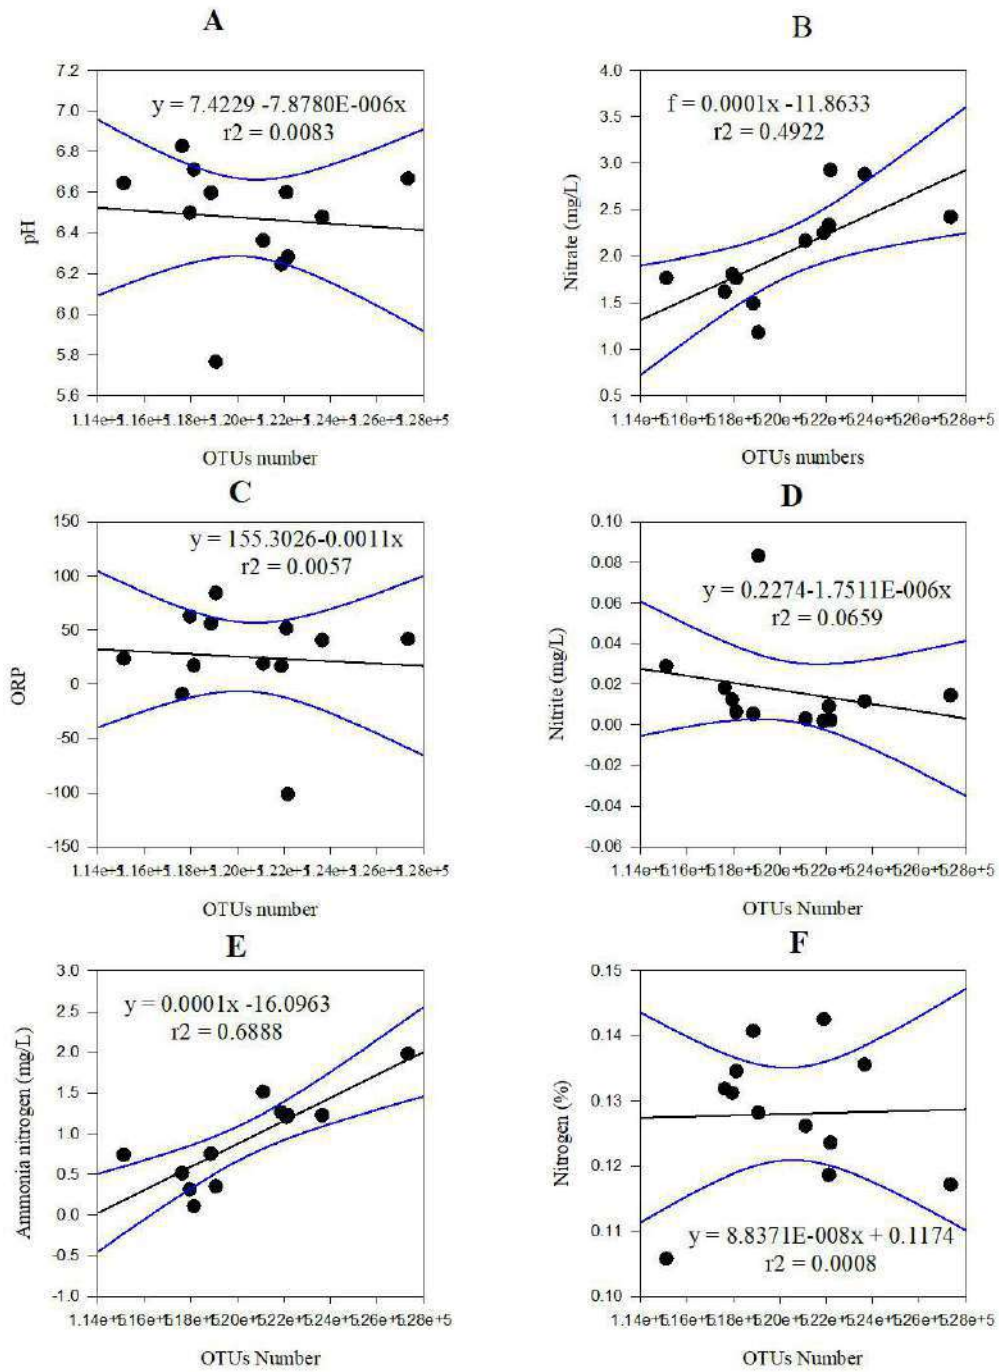 A
7.2
7.0
6.8
6.6
6.4
6.2
6.0
5.8
5.6
pH
y = 7.4229 -7.8780E-006x
r2 = 0.0083
OTUs number
B
4.0
3.5
3.0
2.5
2.0
1.5
1.0
0.5
Nitrate (mg/L)
f = 0.0001x -11.8633
r2 = 0.4922
OTUs numbers
C
150
100
50
0
-50
-100
-150
ORP
y = 155.3026-0.0011x
r2 = 0.0057
OTUs number
D
0.10
0.08
0.06
0.04
0.02
0.00
-0.02
-0.04
-0.06
Nitrite (mg/L)
y = 0.2274-1.7511E-006x
r2 = 0.0659
OTUs Number
E
3.0
2.5
2.0
1.5
1.0
0.5
0.0
-0.5
-1.0
Ammonia nitrogen (mg/L)
y = 0.0001x -16.0963
r2 = 0.6888
OTUs Number
F
0.15
0.14
0.13
0.12
0.11
0.10
Nitrogen (%)
y = 8.8371E-008x + 0.1174
r2 = 0.0008
OTUs Number